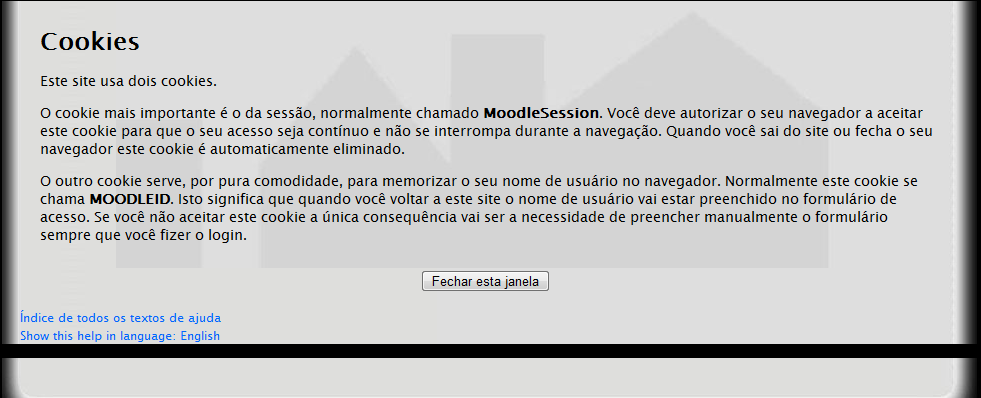 Cookies
Este site usa dois cookies.
O cookie mais importante é o da sessão, normalmente chamado MoodleSession. Você deve autorizar o seu navegador a aceitar
este cookie para que o seu acesso seja contínuo e não se interrompa durante a navegação. Quando você sai do site ou fecha o seu
navegador este cookie é automaticamente eliminado.
O outro cookie serve, por pura comodidade, para memorizar o seu nome de usuário no navegador. Normalmente este cookie se
chama MOODLEID. Isto significa que quando você voltar a este site o nome de usuário vai estar preenchido no formulário de
acesso. Se você não aceitar este cookie a única consequência vai ser a necessidade de preencher manualmente o formulário
sempre que você fizer o login.
Fechar esta janela
Índice de todos os textos de ajuda
Show this help in language: English